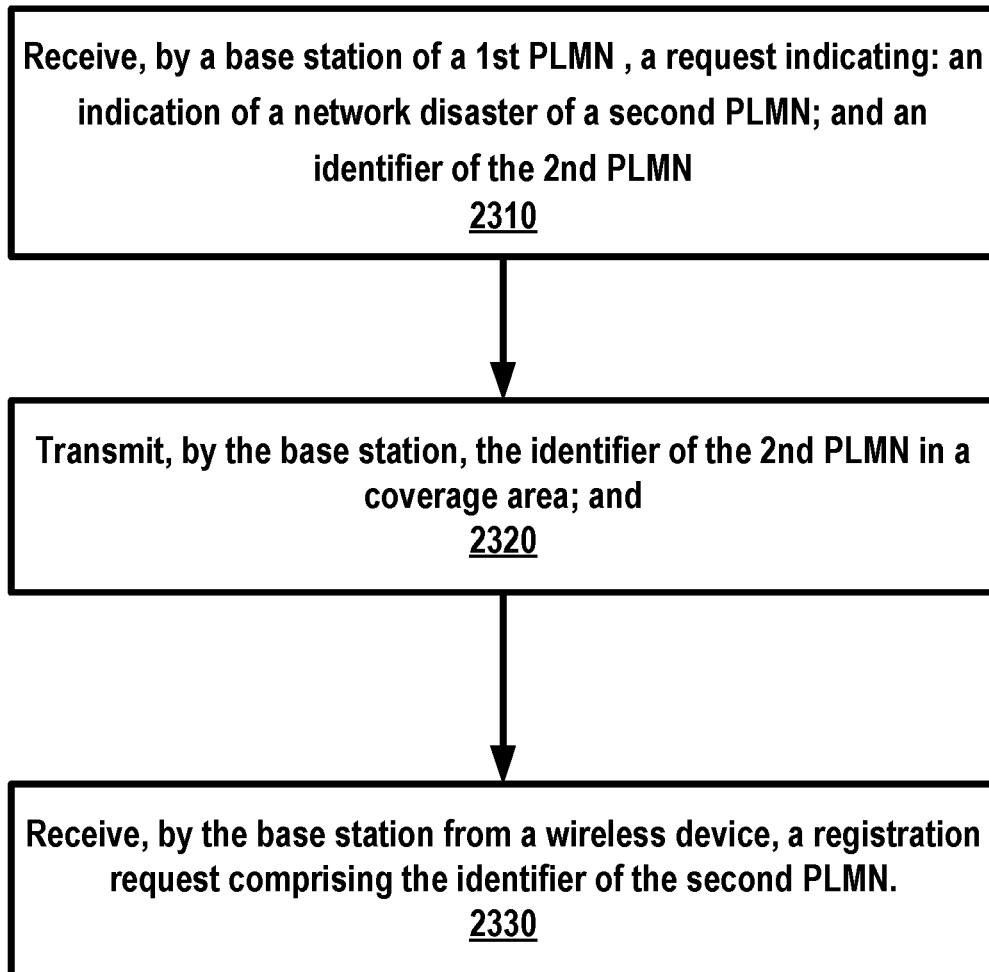 Receive, by a base station of a 1st PLMN , a request indicating: an
indication of a network disaster of a second PLMN; and an
identifier of the 2nd PLMN
2310
Transmit, by the base station, the identifier of the 2nd PLMN in a
coverage area; and
2320
Receive, by the base station from a wireless device, a registration
request comprising the identifier of the second PLMN.
2330